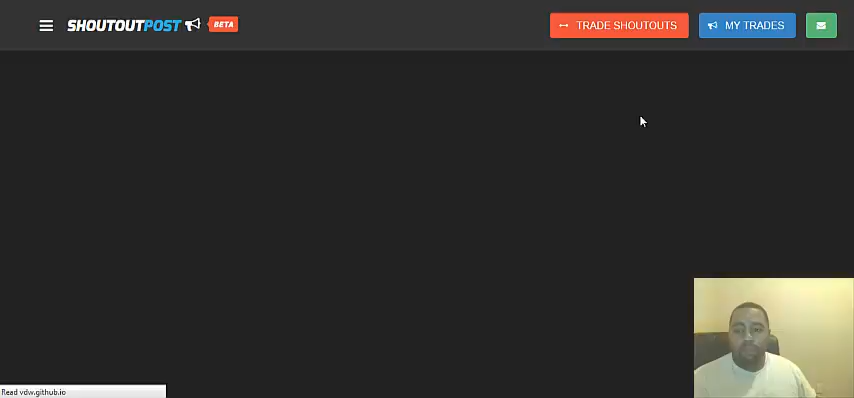 SHOUTOUTPOST BETA
TRADE SHOUTOUTS
MY TRADES
Read vdw.github.io